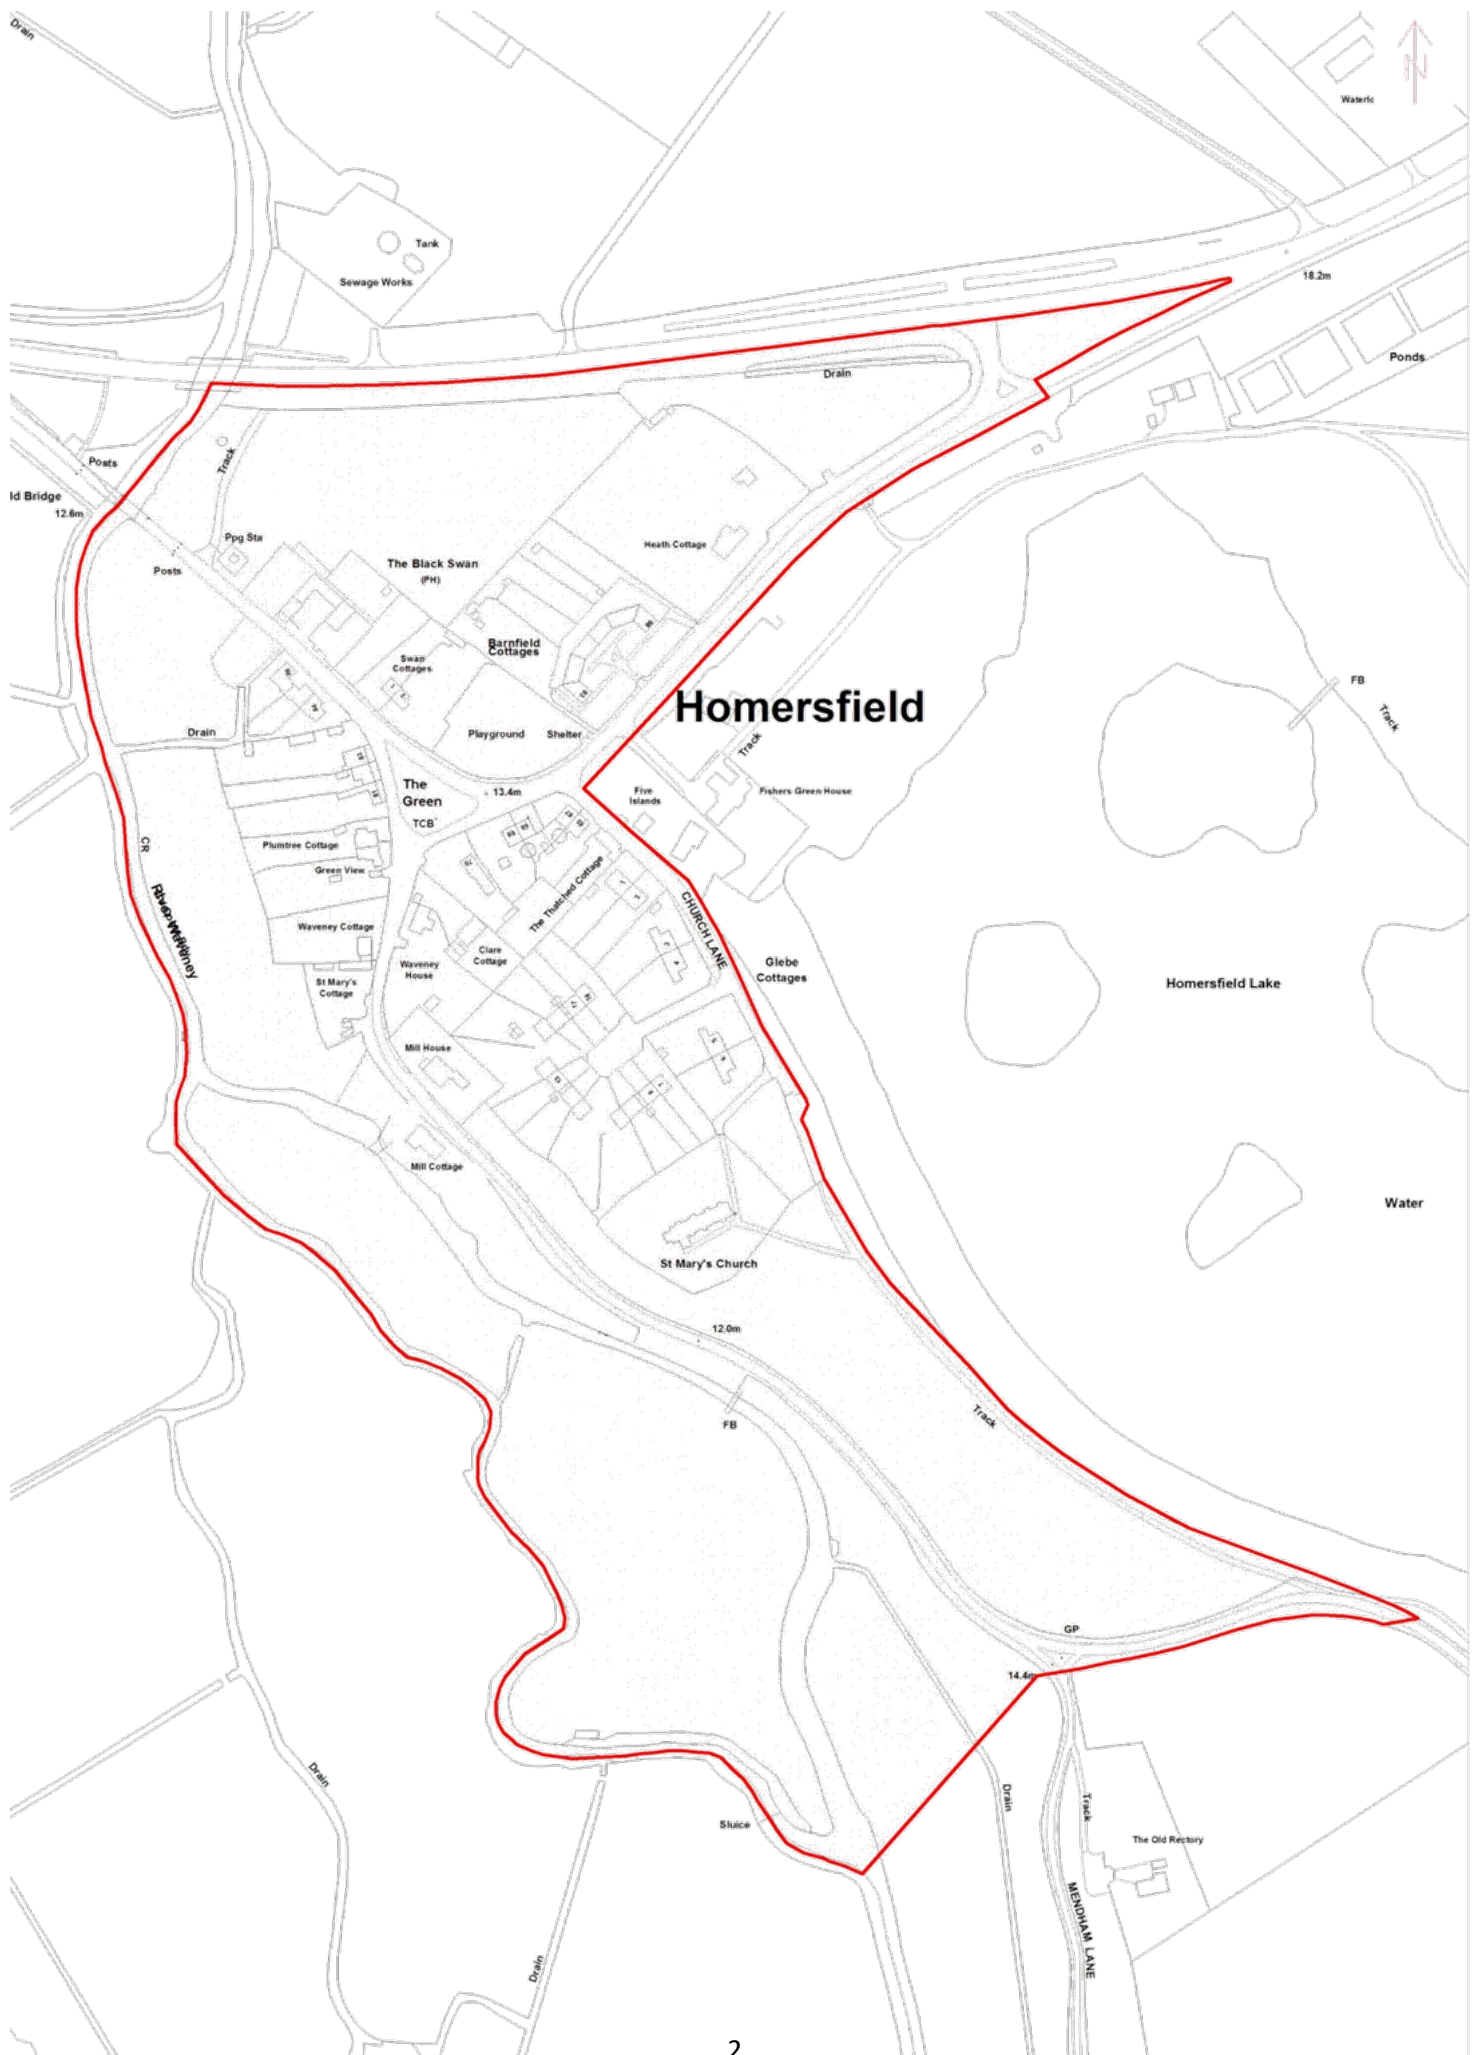 Drain
N
Waterlc
Tank
Sewage Works
18.2m
Ponds
Drain
Posts
Track
ld Bridge
12.6m
Ppg Sta
Posts
The Black Swan
(PH)
Heath Cottage
Barnfield
Cottages
Swan
Cottages
Homersfield
FB
Track
Drain
Playground
Shelter
Track
The
Green
13.4m
Five
Islands
Fishers Green House
TCB
CR
Plumtree Cottage
Green View
The Thatched Cottage
CHURCH LANE
Waveney Cottage
Waveney
House
Clare
Cottage
Glebe
Cottages
Homersfield Lake
St Mary's
Cottage
Mill House
Mill Cottage
Water
St Mary's Church
12.0m
Track
FB
GP
14.4m
Drain
Drain
Track
Sluice
The Old Rectory
MENDHAM LANE
Drain
2